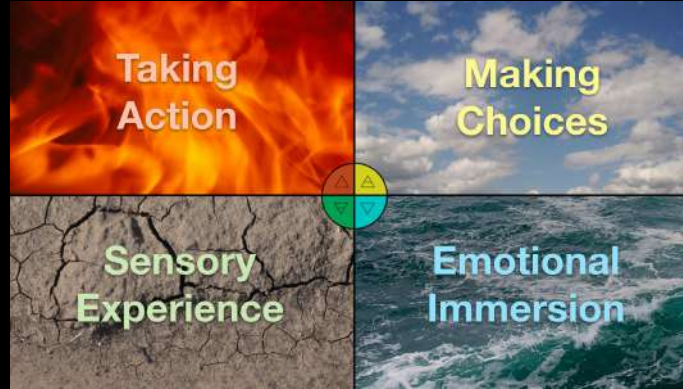 Taking
Action
Making
Choices
Sensory
Experience
Emotional
Immersion